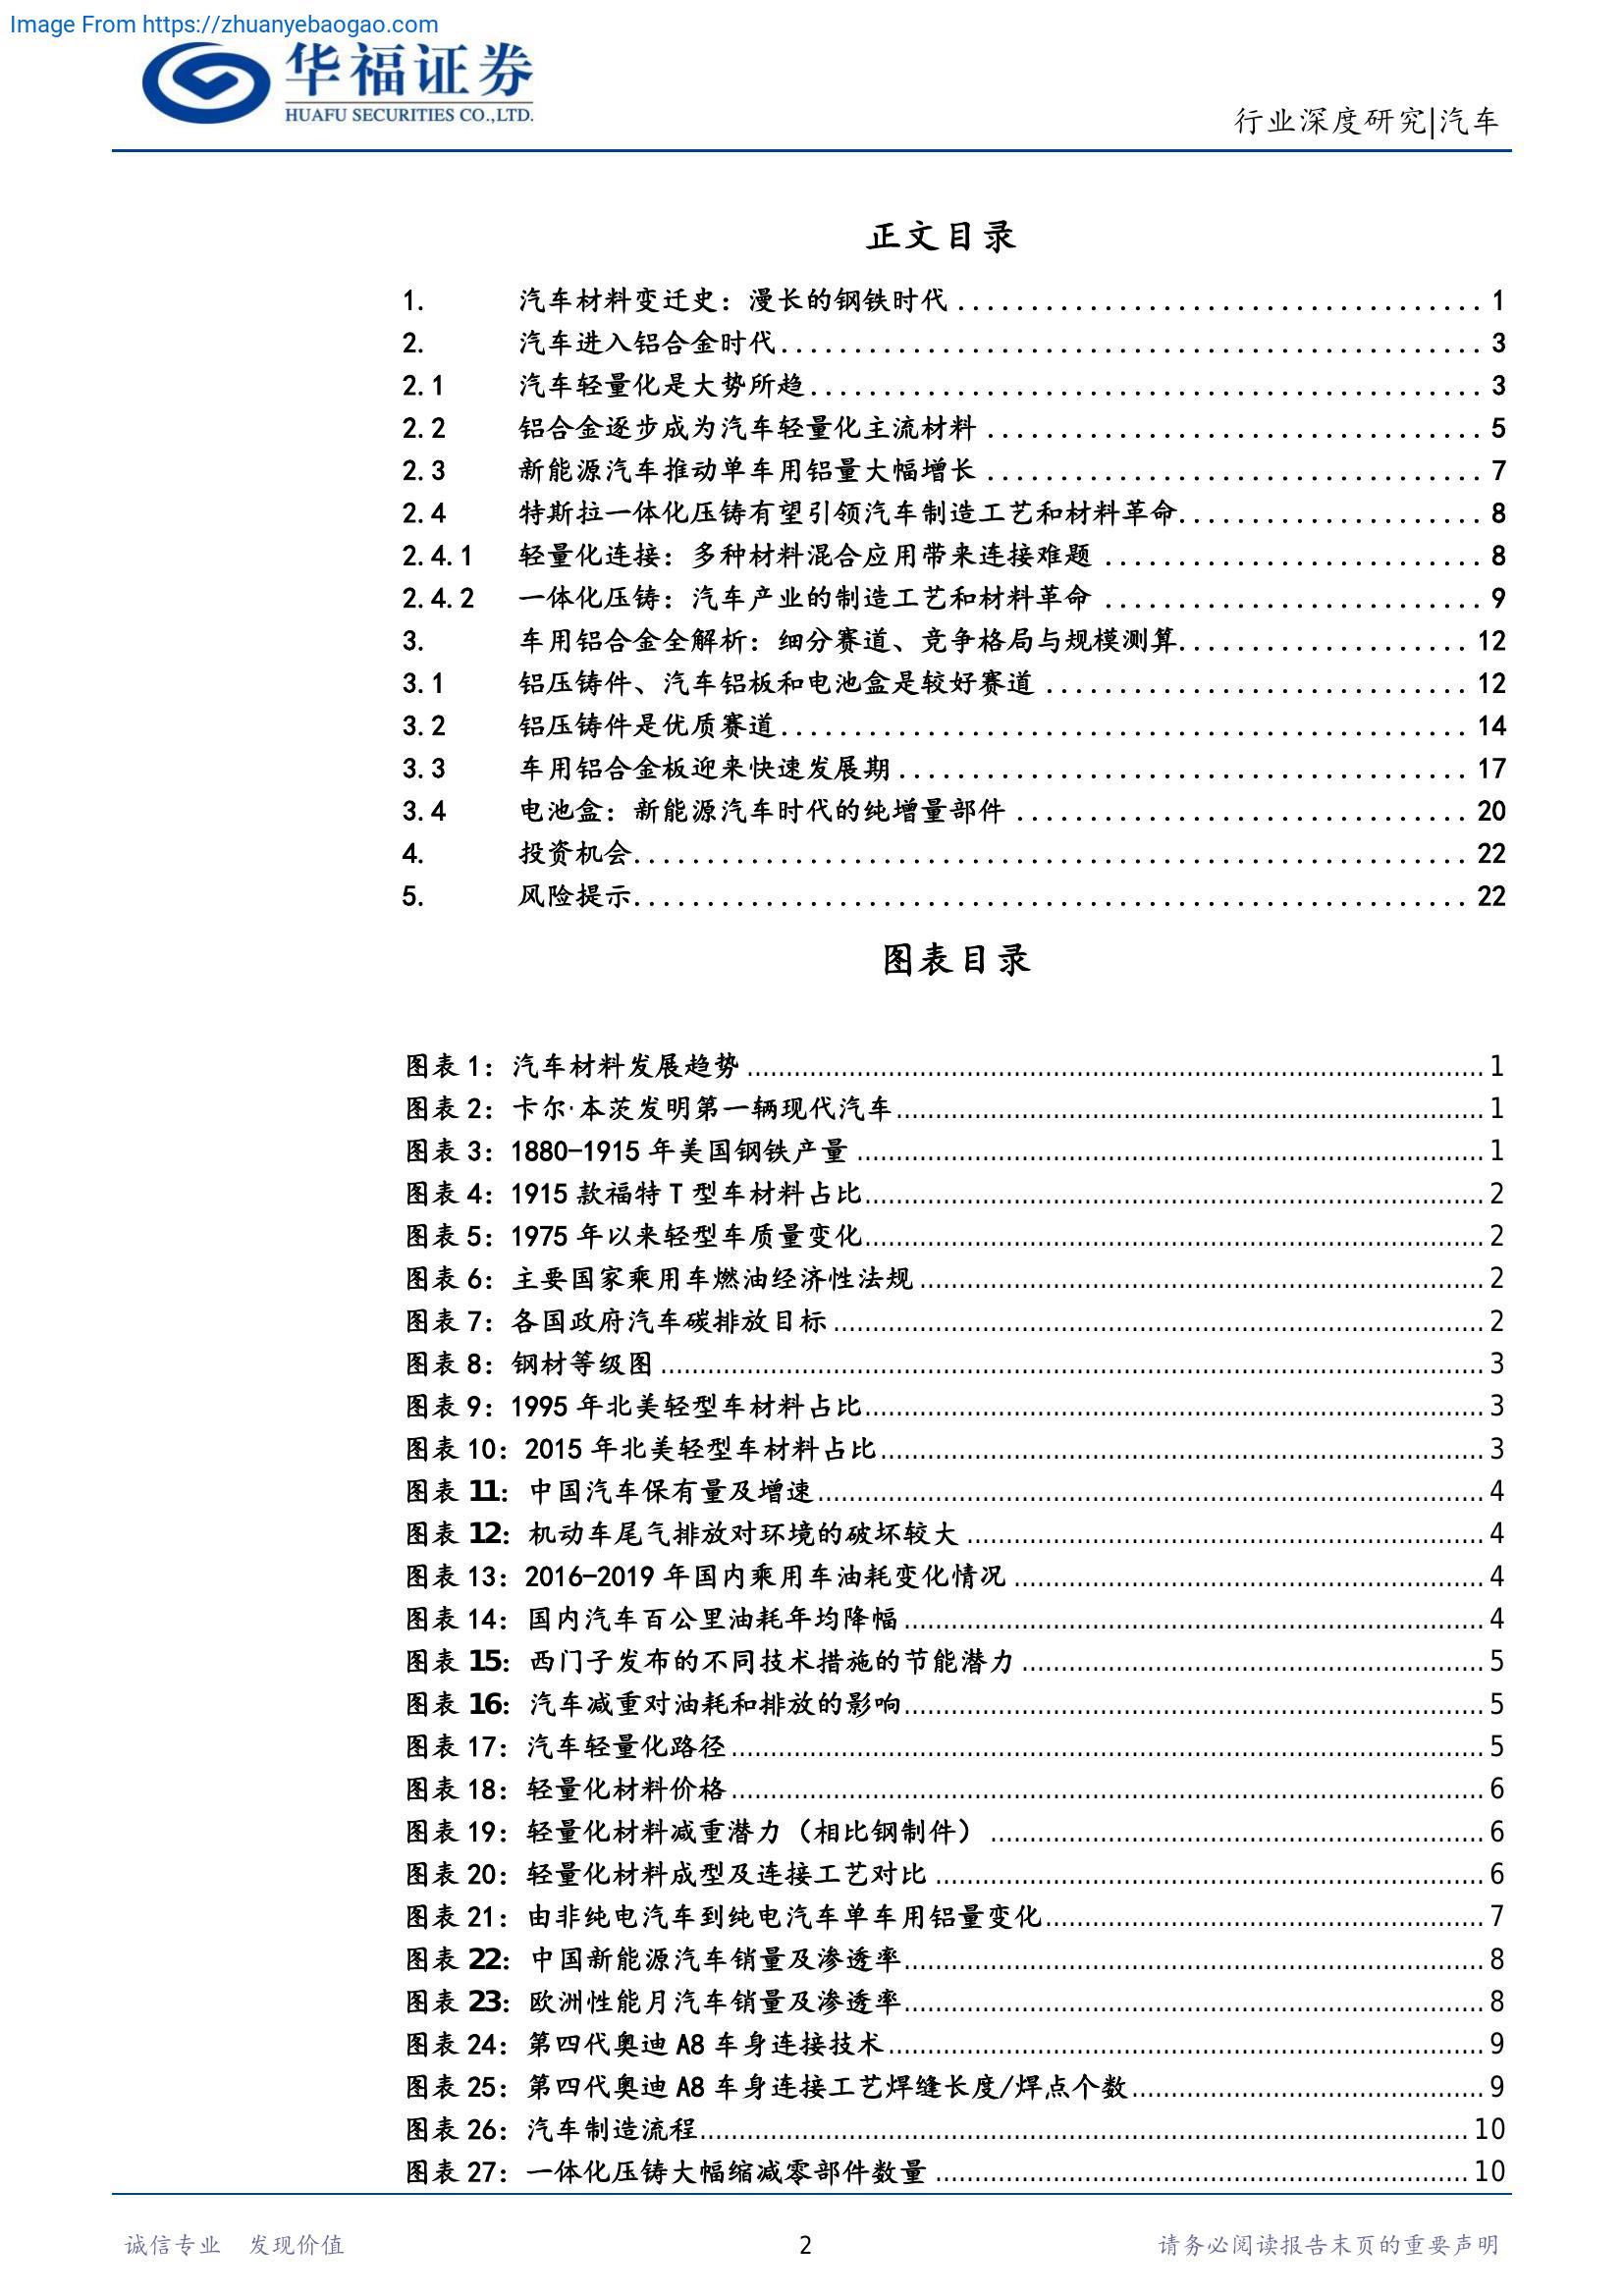 Image From https://zhuanyebaogao.com
华福证券
HUAFU SECURITIES CO.,LTD.
行业深度研究|汽车
正文目录
1. 汽车材料变迁史：漫长的钢铁时代 1
2. 汽车进入铝合金时代 3
2.1 汽车轻量化是大势所趋 3
2.2 铝合金逐步成为汽车轻量化主流材料 5
2.3 新能源汽车推动单车用铝量大幅增长 7
2.4 特斯拉一体化压铸有望引领汽车制造工艺和材料革命 8
2.4.1 轻量化连接：多种材料混合应用带来连接难题 8
2.4.2 一体化压铸：汽车产业的制造工艺和材料革命 9
3. 车用铝合金全解析：细分赛道、竞争格局与规模测算 12
3.1 铝压铸件、汽车铝板和电池盒是较好赛道 12
3.2 铝压铸件是优质赛道 14
3.3 车用铝合金板迎来快速发展期 17
3.4 电池盒：新能源汽车时代的纯增量部件 20
4. 投资机会 22
5. 风险提示 22
图表目录
图表 1：汽车材料发展趋势 1
图表 2：卡尔·本茨发明第一辆现代汽车 1
图表 3：1880-1915 年美国钢铁产量 1
图表 4：1915 款福特 T 型车材料占比 2
图表 5：1975 年以来轻型车质量变化 2
图表 6：主要国家乘用车燃油经济性法规 2
图表 7：各国政府汽车碳排放目标 2
图表 8：钢材等级图 3
图表 9：1995 年北美轻型车材料占比 3
图表 10：2015 年北美轻型车材料占比 3
图表 11：中国汽车保有量及增速 4
图表 12：机动车尾气排放对环境的破坏较大 4
图表 13：2016-2019 年国内乘用车油耗变化情况 4
图表 14：国内汽车百公里油耗年均降幅 4
图表 15：西门子发布的不同技术措施的节能潜力 5
图表 16：汽车减重对油耗和排放的影响 5
图表 17：汽车轻量化路径 5
图表 18：轻量化材料价格 6
图表 19：轻量化材料减重潜力（相比钢制件） 6
图表 20：轻量化材料成型及连接工艺对比 6
图表 21：由非纯电汽车到纯电汽车单车用铝量变化 7
图表 22：中国新能源汽车销量及渗透率 8
图表 23：欧洲性能月汽车销量及渗透率 8
图表 24：第四代奥迪 A8 车身连接技术 9
图表 25：第四代奥迪 A8 车身连接工艺焊缝长度/焊点个数 9
图表 26：汽车制造流程 10
图表 27：一体化压铸大幅缩减零部件数量 10
诚信专业 发现价值 2 请务必阅读报告末页的重要声明